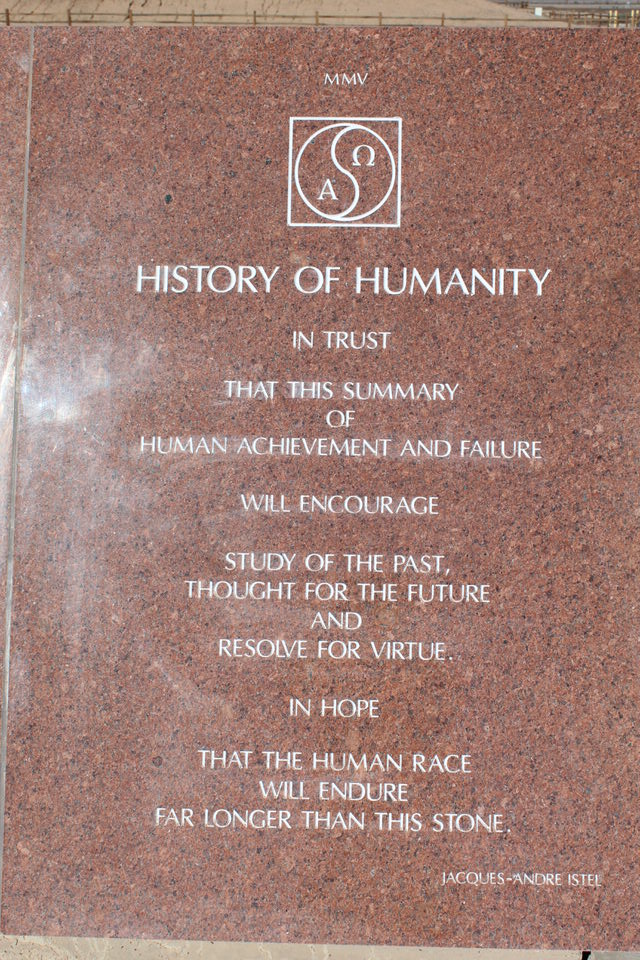 MMV
Α Ω
HISTORY OF HUMANITY
IN TRUST
THAT THIS SUMMARY
OF
HUMAN ACHIEVEMENT AND FAILURE
WILL ENCOURAGE
STUDY OF THE PAST,
THOUGHT FOR THE FUTURE
AND
RESOLVE FOR VIRTUE.
IN HOPE
THAT THE HUMAN RACE
WILL ENDURE
FAR LONGER THAN THIS STONE.
JACQUES-ANDRE ISTEL